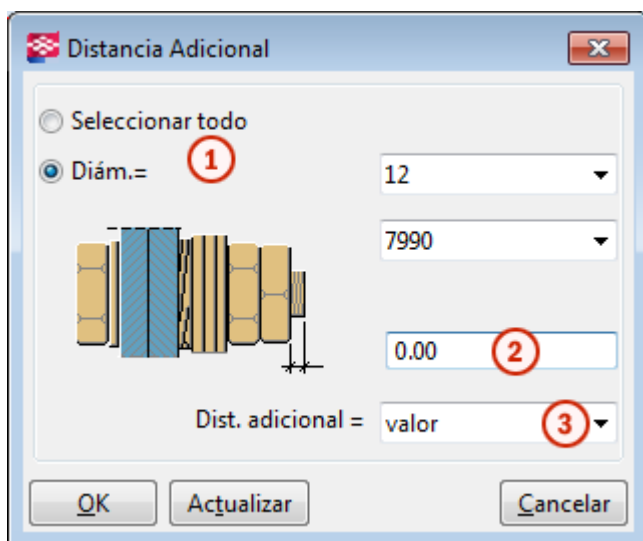 Distancia Adicional
Seleccionar todo
Diám.= 1 12
7990
0.00 2
Dist. adicional = valor 3
OK Actualizar Cancelar